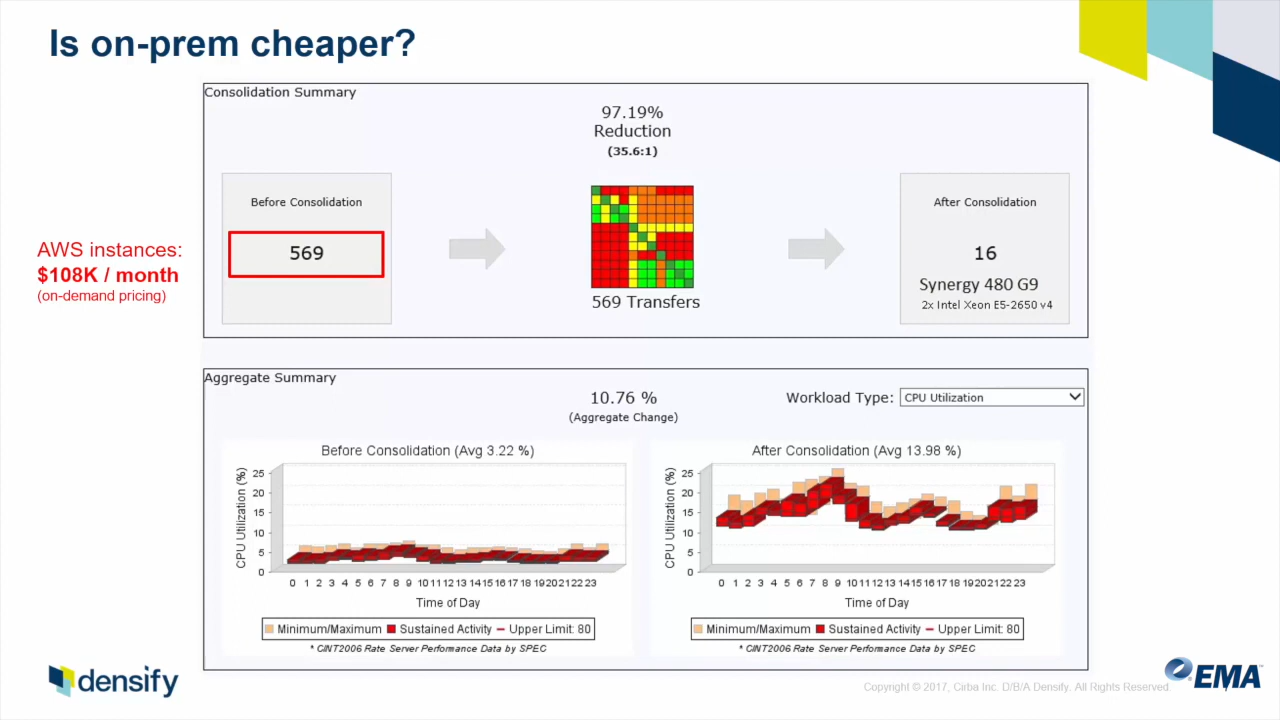 Is on-prem cheaper?
Consolidation Summary
97.19%
Reduction
(35.6:1)
Before Consolidation
569
AWS instances:
$108K / month
(on-demand pricing)
569 Transfers
After Consolidation
16
Synergy 480 G9
2x Intel Xeon E5-2650 v4
Aggregate Summary
10.76 %
(Aggregate Change)
Workload Type: CPU Utilization
Before Consolidation (Avg 3.22 %)
CPU Utilization (%)
25
20
15
10
5
0
0 1 2 3 4 5 6 7 8 9 10 11 12 13 14 15 16 17 18 19 20 21 22 23
Time of Day
Minimum/Maximum Sustained Activity Upper Limit: 80
* CINT2006 Rate Server Performance Data by SPEC
After Consolidation (Avg 13.98 %)
CPU Utilization (%)
25
20
15
10
5
0
0 1 2 3 4 5 6 7 8 9 10 11 12 13 14 15 16 17 18 19 20 21 22 23
Time of Day
Minimum/Maximum Sustained Activity Upper Limit: 80
* CINT2006 Rate Server Performance Data by SPEC
densify
Copyright © 2017, Cirba Inc. D/B/A Densify. All Rights Reserved.
EMA